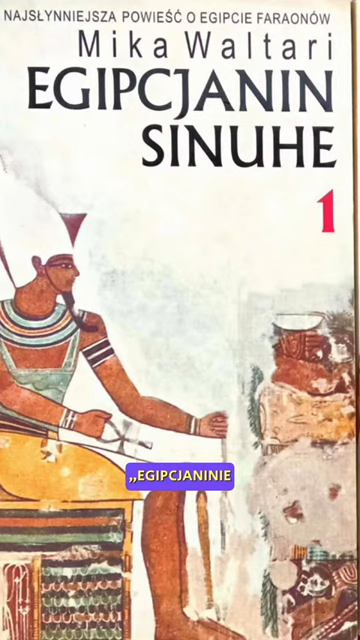 NAJSŁYNNIEJSZA POWIEŚĆ O EGIPCIE FARAONÓW
Mika Waltari
EGIPCJANIN
SINUHE
1
„EGIPCJANINIE